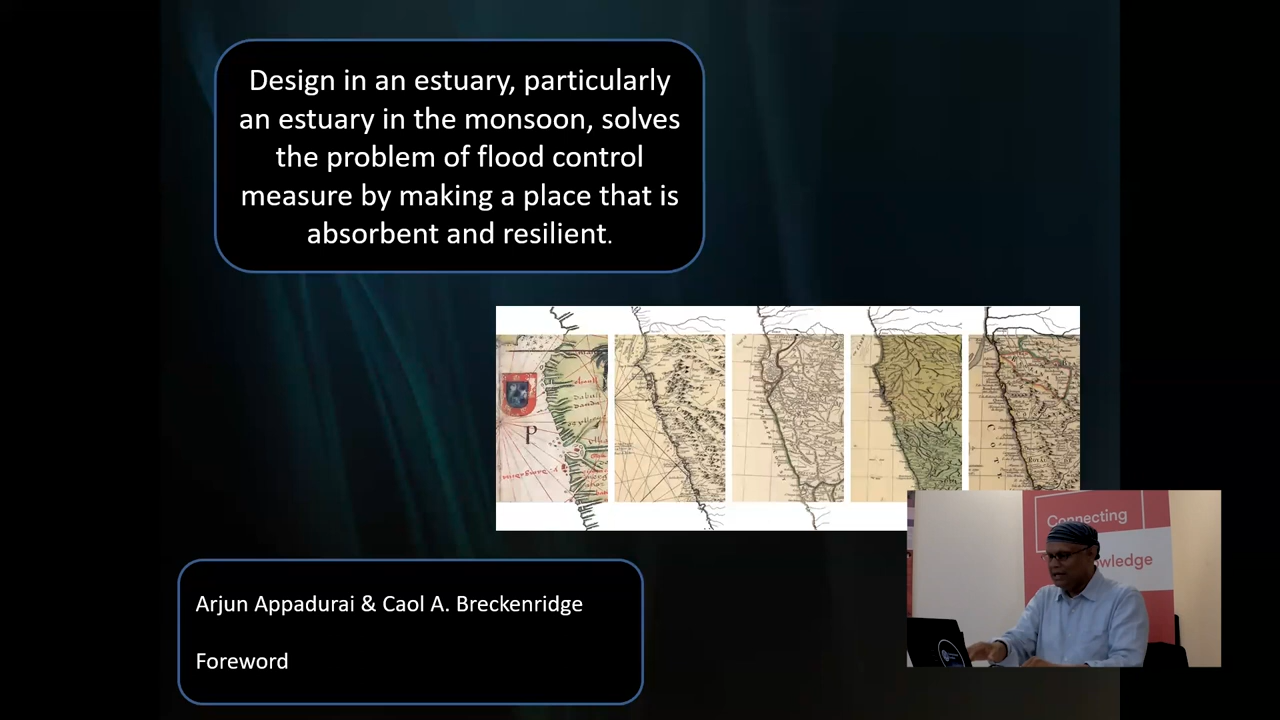 Design in an estuary, particularly
an estuary in the monsoon, solves
the problem of flood control
measure by making a place that is
absorbent and resilient.
P
Connecting
wledge
Arjun Appadurai & Caol A. Breckenridge
Foreword